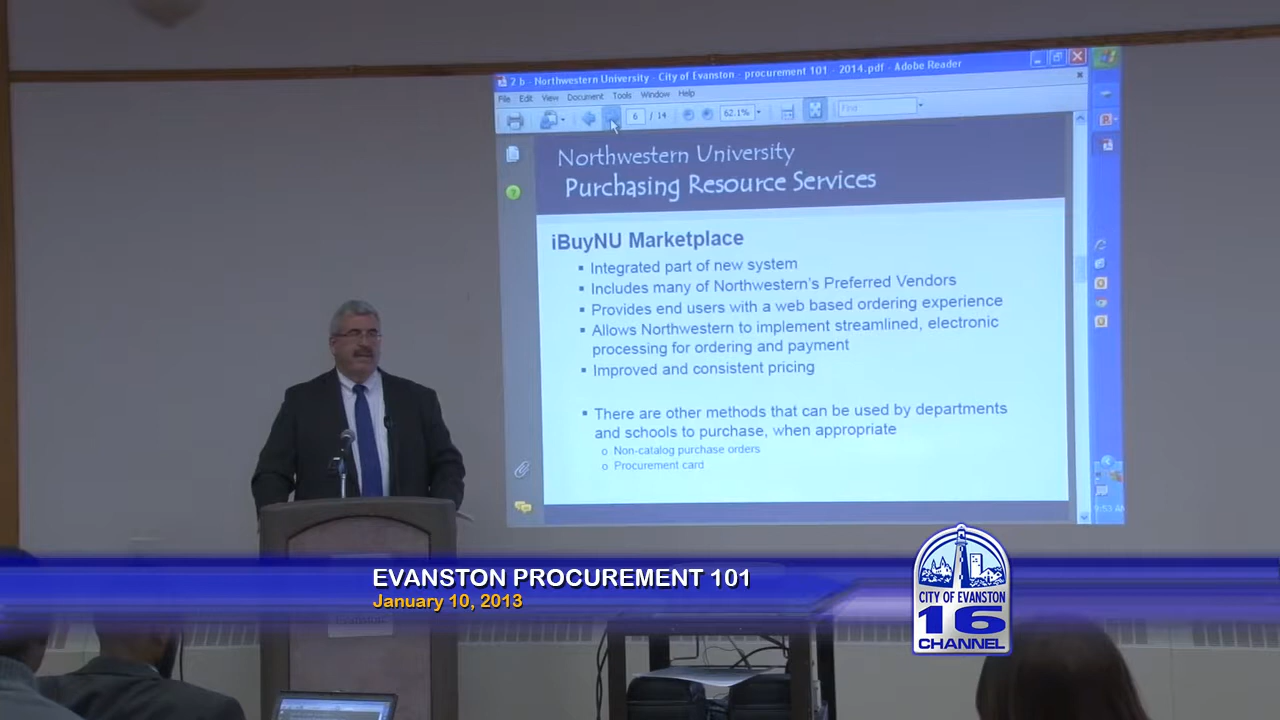 2 b - Northwestern University - City of Evanston - procurement 101 - 2014.pdf - Adobe Reader
File Edit View Document Tools Window Help
6 / 14 62.1% Find
Northwestern University
Purchasing Resource Services
iBuyNU Marketplace
▪ Integrated part of new system
▪ Includes many of Northwestern's Preferred Vendors
▪ Provides end users with a web based ordering experience
▪ Allows Northwestern to implement streamlined, electronic
processing for ordering and payment
▪ Improved and consistent pricing
▪ There are other methods that can be used by departments
and schools to purchase, when appropriate
o Non-catalog purchase orders
o Procurement card
9:53 AM
EVANSTON PROCUREMENT 101
January 10, 2013
Evanston
CITY OF EVANSTON
16
CHANNEL